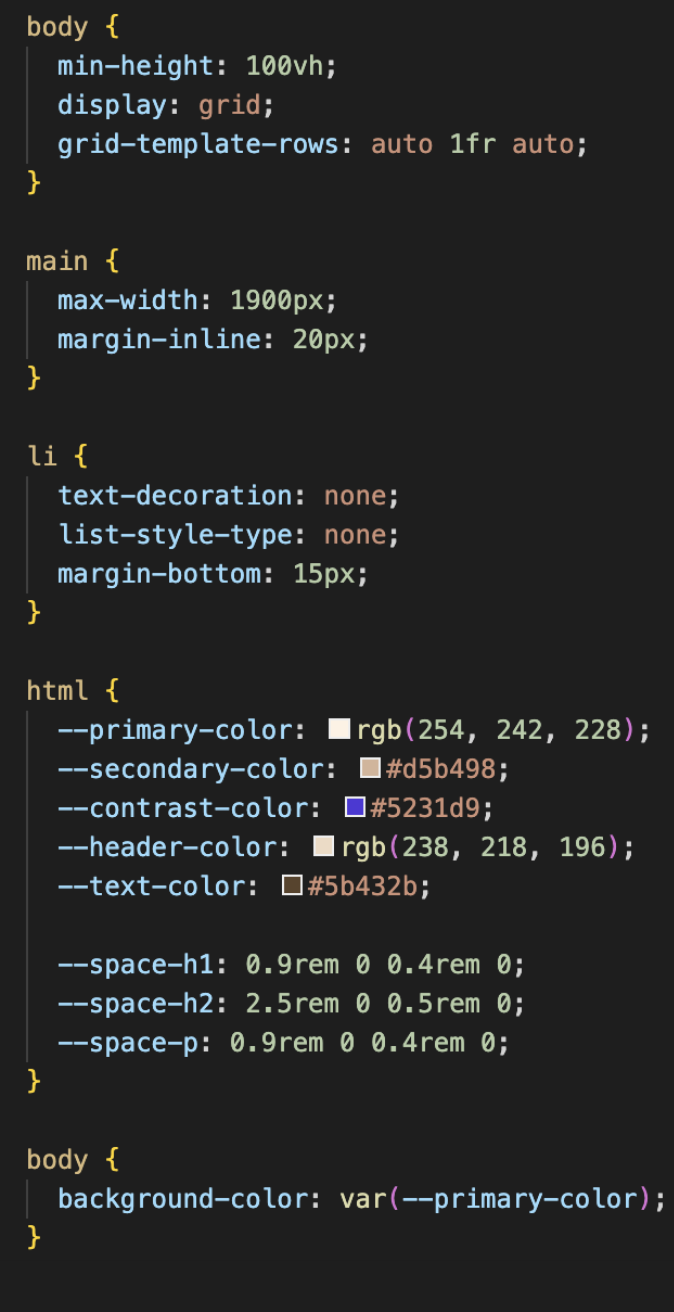 body {
  min-height: 100vh;
  display: grid;
  grid-template-rows: auto 1fr auto;
}

main {
  max-width: 1900px;
  margin-inline: 20px;
}

li {
  text-decoration: none;
  list-style-type: none;
  margin-bottom: 15px;
}

html {
  --primary-color: rgb(254, 242, 228);
  --secondary-color: #d5b498;
  --contrast-color: #5231d9;
  --header-color: rgb(238, 218, 196);
  --text-color: #5b432b;

  --space-h1: 0.9rem 0 0.4rem 0;
  --space-h2: 2.5rem 0 0.5rem 0;
  --space-p: 0.9rem 0 0.4rem 0;
}

body {
  background-color: var(--primary-color);
}